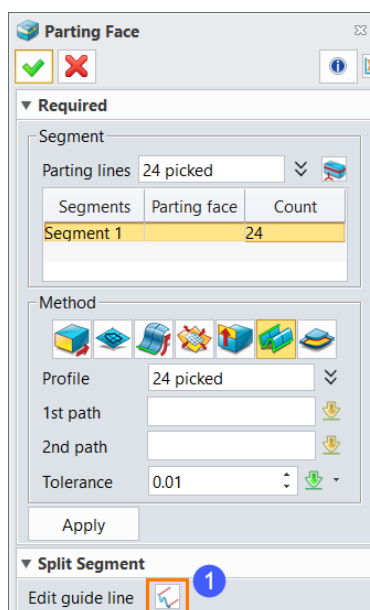 Parting Face
Required
Segment
Parting lines 24 picked
Segments Parting face Count
Segment 1 24
Method
Profile 24 picked
1st path
2nd path
Tolerance 0.01
Apply
Split Segment
1
Edit guide line